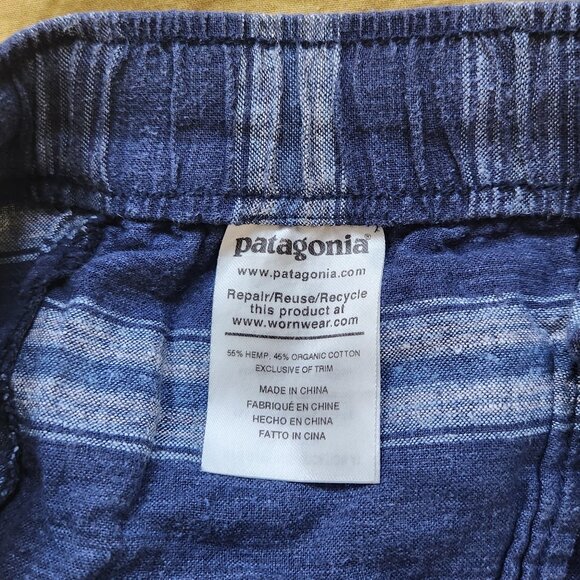 patagonia
www.patagonia.com
Repair/Reuse/Recycle
this product at
www.wornwear.com
55% HEMP, 45% ORGANIC COTTON
EXCLUSIVE OF TRIM
MADE IN CHINA
FABRIQUÉ EN CHINE
HECHO EN CHINA
FATTO IN CINA